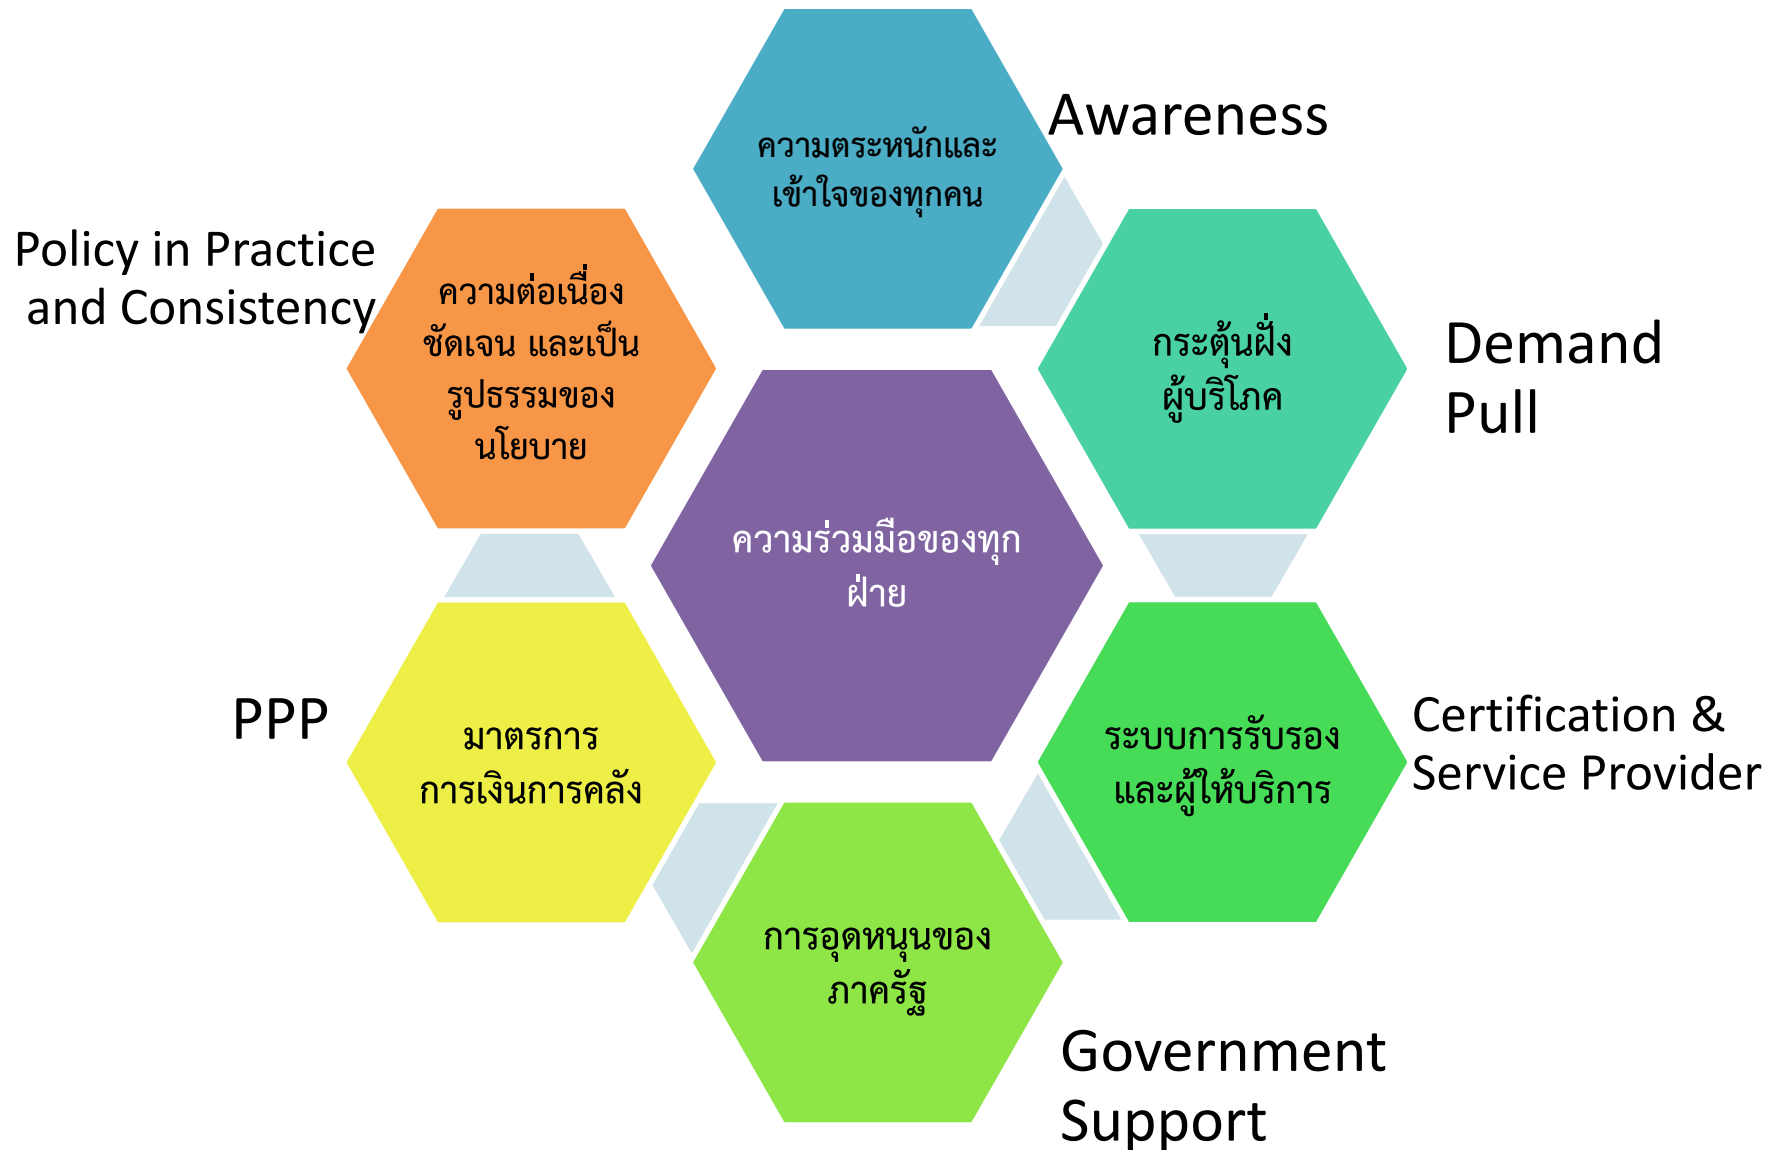 ความตระหนักและ
เข้าใจของทุกคน
Awareness
กระตุ้นฝั่ง
ผู้บริโภค
Demand
Pull
ระบบการรับรอง
และผู้ให้บริการ
Certification &
Service Provider
การอุดหนุนของ
ภาครัฐ
Government
Support
มาตรการ
การเงินการคลัง
PPP
ความต่อเนื่อง
ชัดเจน และเป็น
รูปธรรมของ
นโยบาย
Policy in Practice
and Consistency
ความร่วมมือของทุก
ฝ่าย